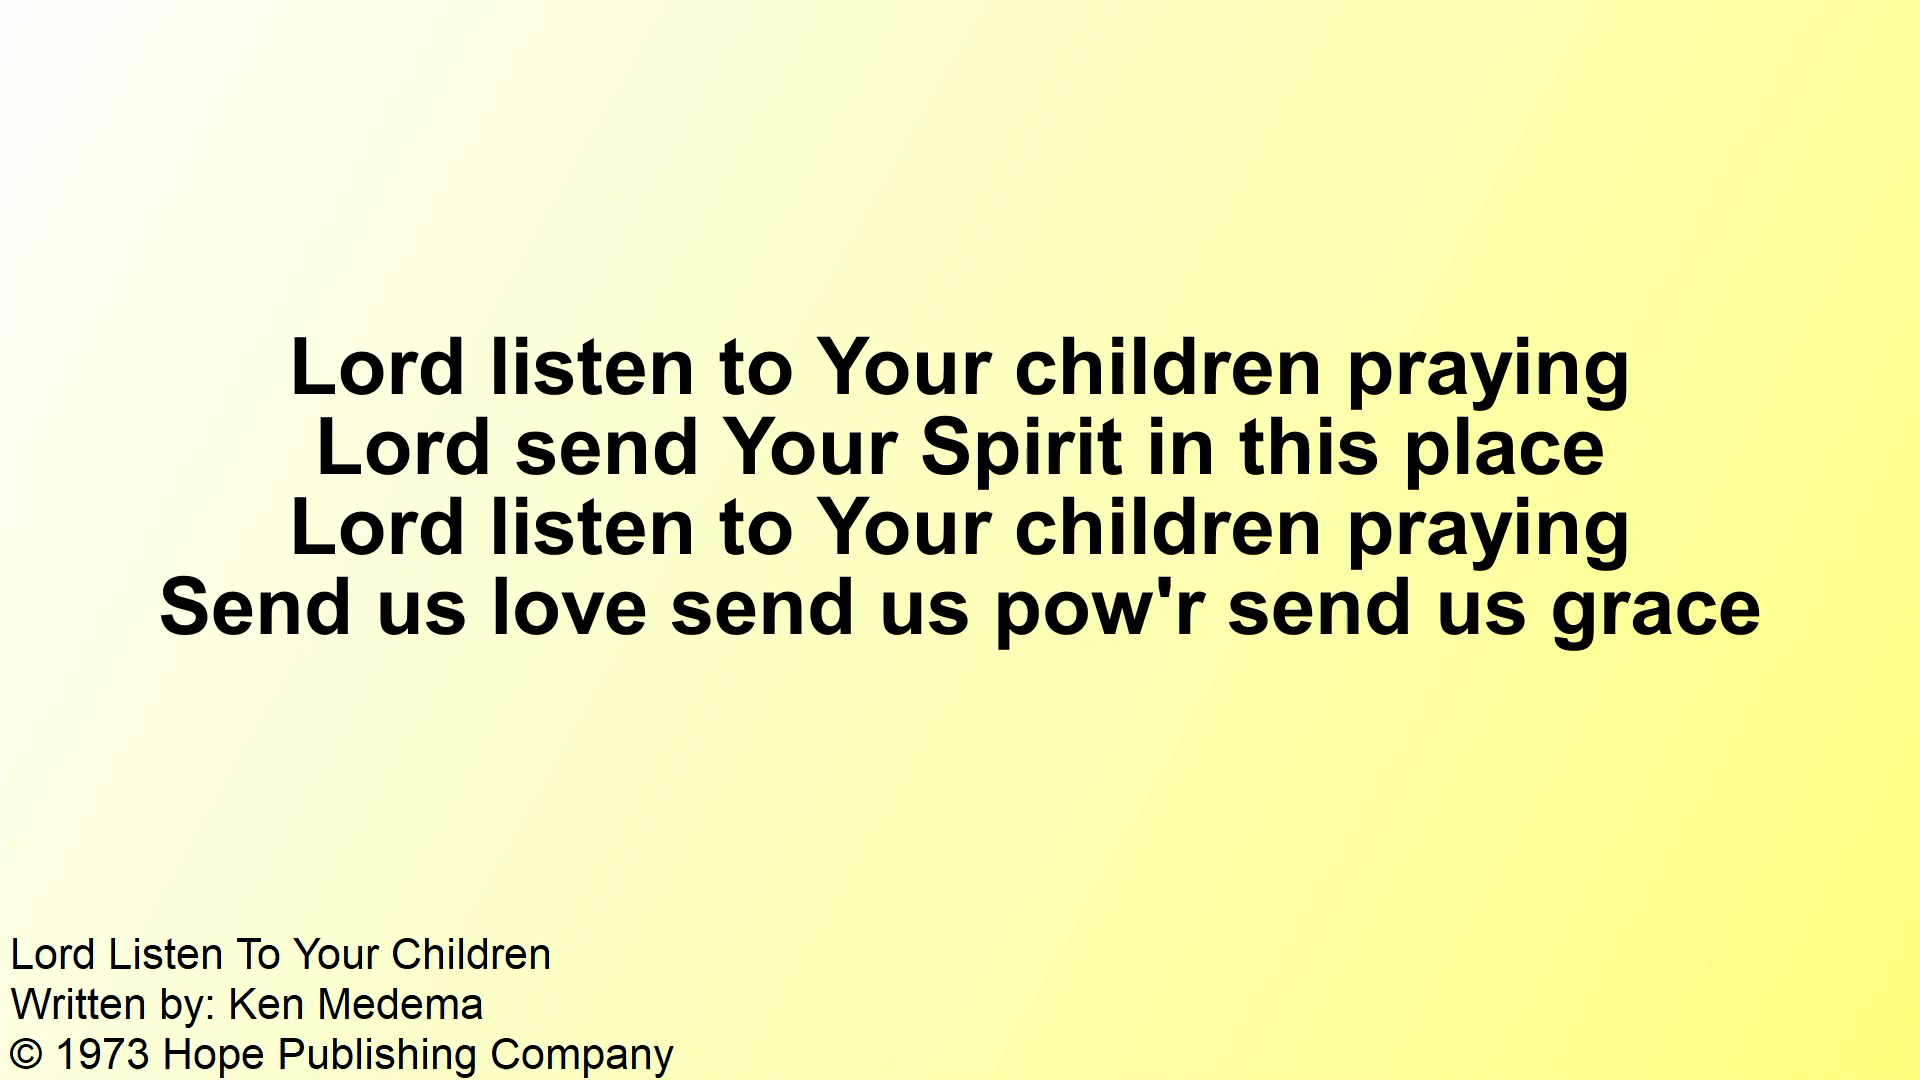 Lord listen to Your children praying
Lord send Your Spirit in this place
Lord listen to Your children praying
Send us love send us pow'r send us grace
Lord Listen To Your Children
Written by: Ken Medema
© 1973 Hope Publishing Company